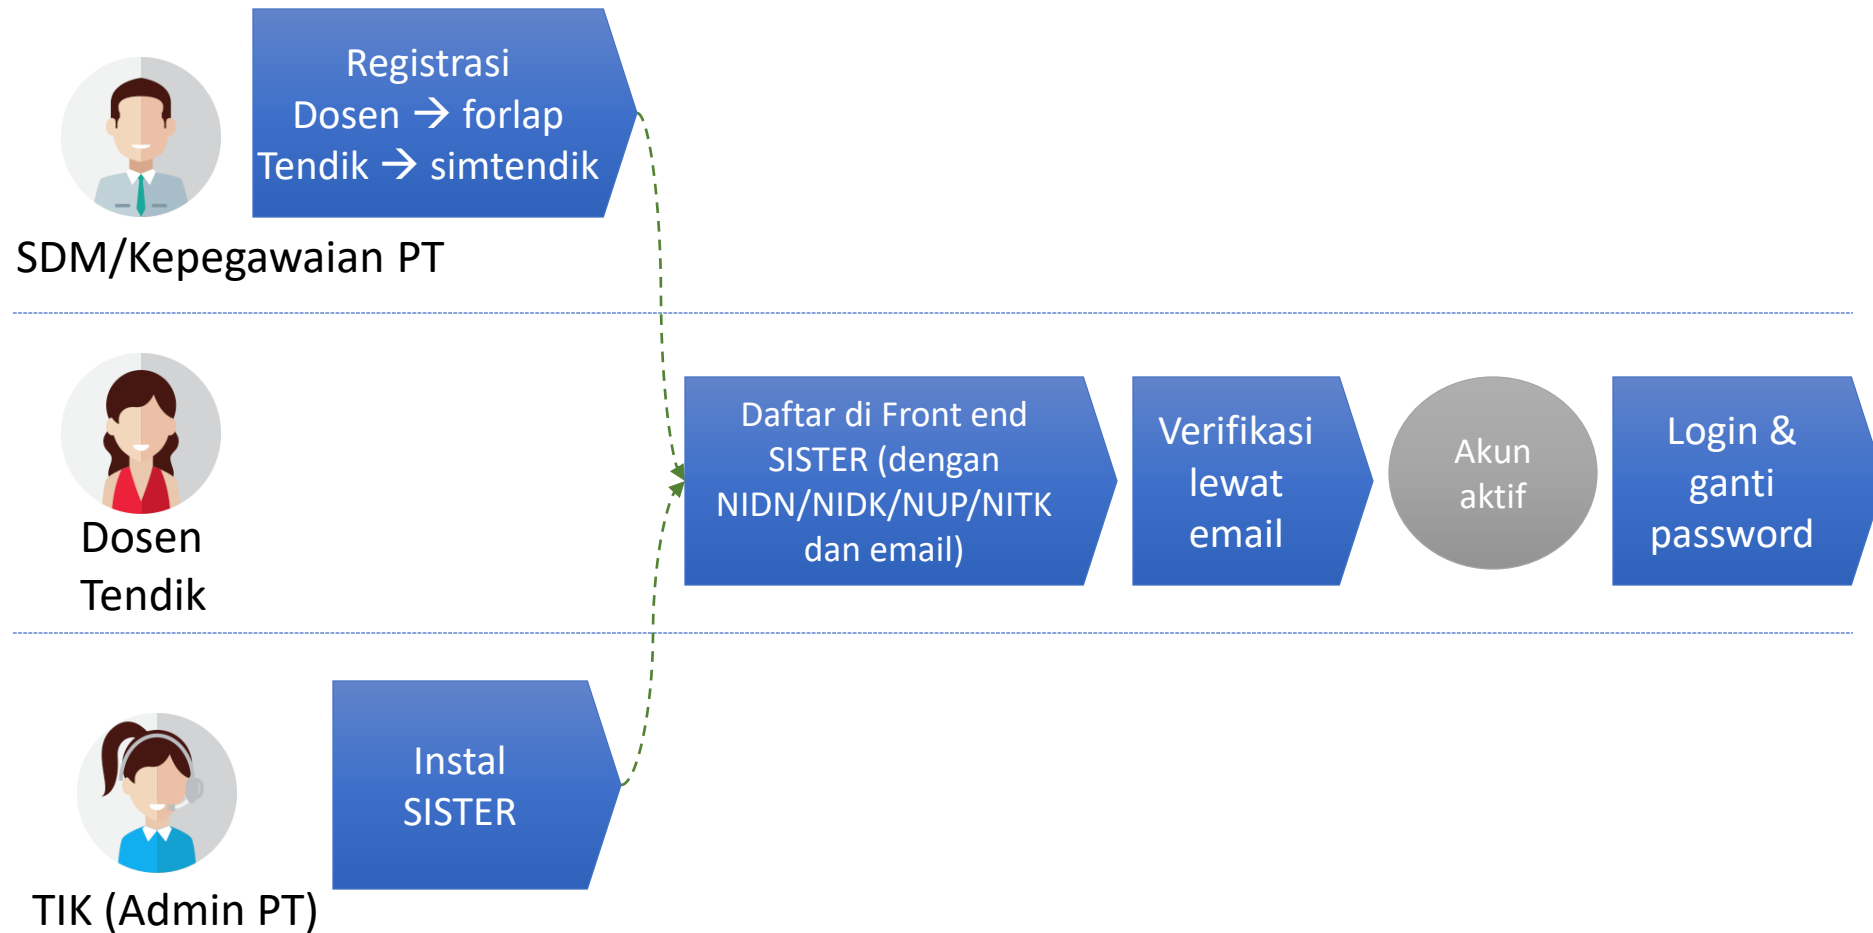 Registrasi
Dosen → forlap
Tendik → simtendik
SDM/Kepegawaian PT
Dosen
Tendik
Daftar di Front end
SISTER (dengan
NIDN/NIDK/NUP/NITK
dan email)
Verifikasi
lewat
email
Akun
aktif
Login &
ganti
password
Instal
SISTER
TIK (Admin PT)